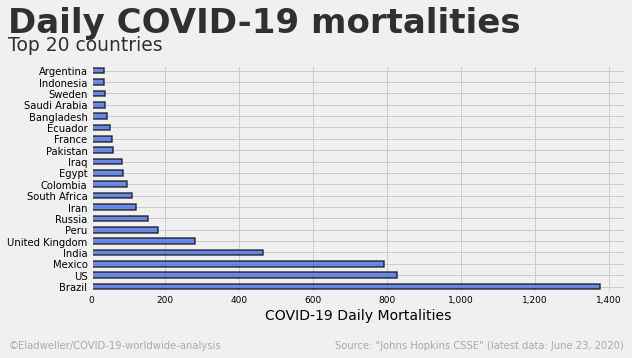 Daily COVID-19 mortalities
Top 20 countries
Argentina
Indonesia
Sweden
Saudi Arabia
Bangladesh
Ecuador
France
Pakistan
Iraq
Egypt
Colombia
South Africa
Iran
Russia
Peru
United Kingdom
India
Mexico
US
Brazil
0 200 400 600 800 1,000 1,200 1,400
COVID-19 Daily Mortalities
©Eladweller/COVID-19-worldwide-analysis Source: "Johns Hopkins CSSE" (latest data: June 23, 2020)